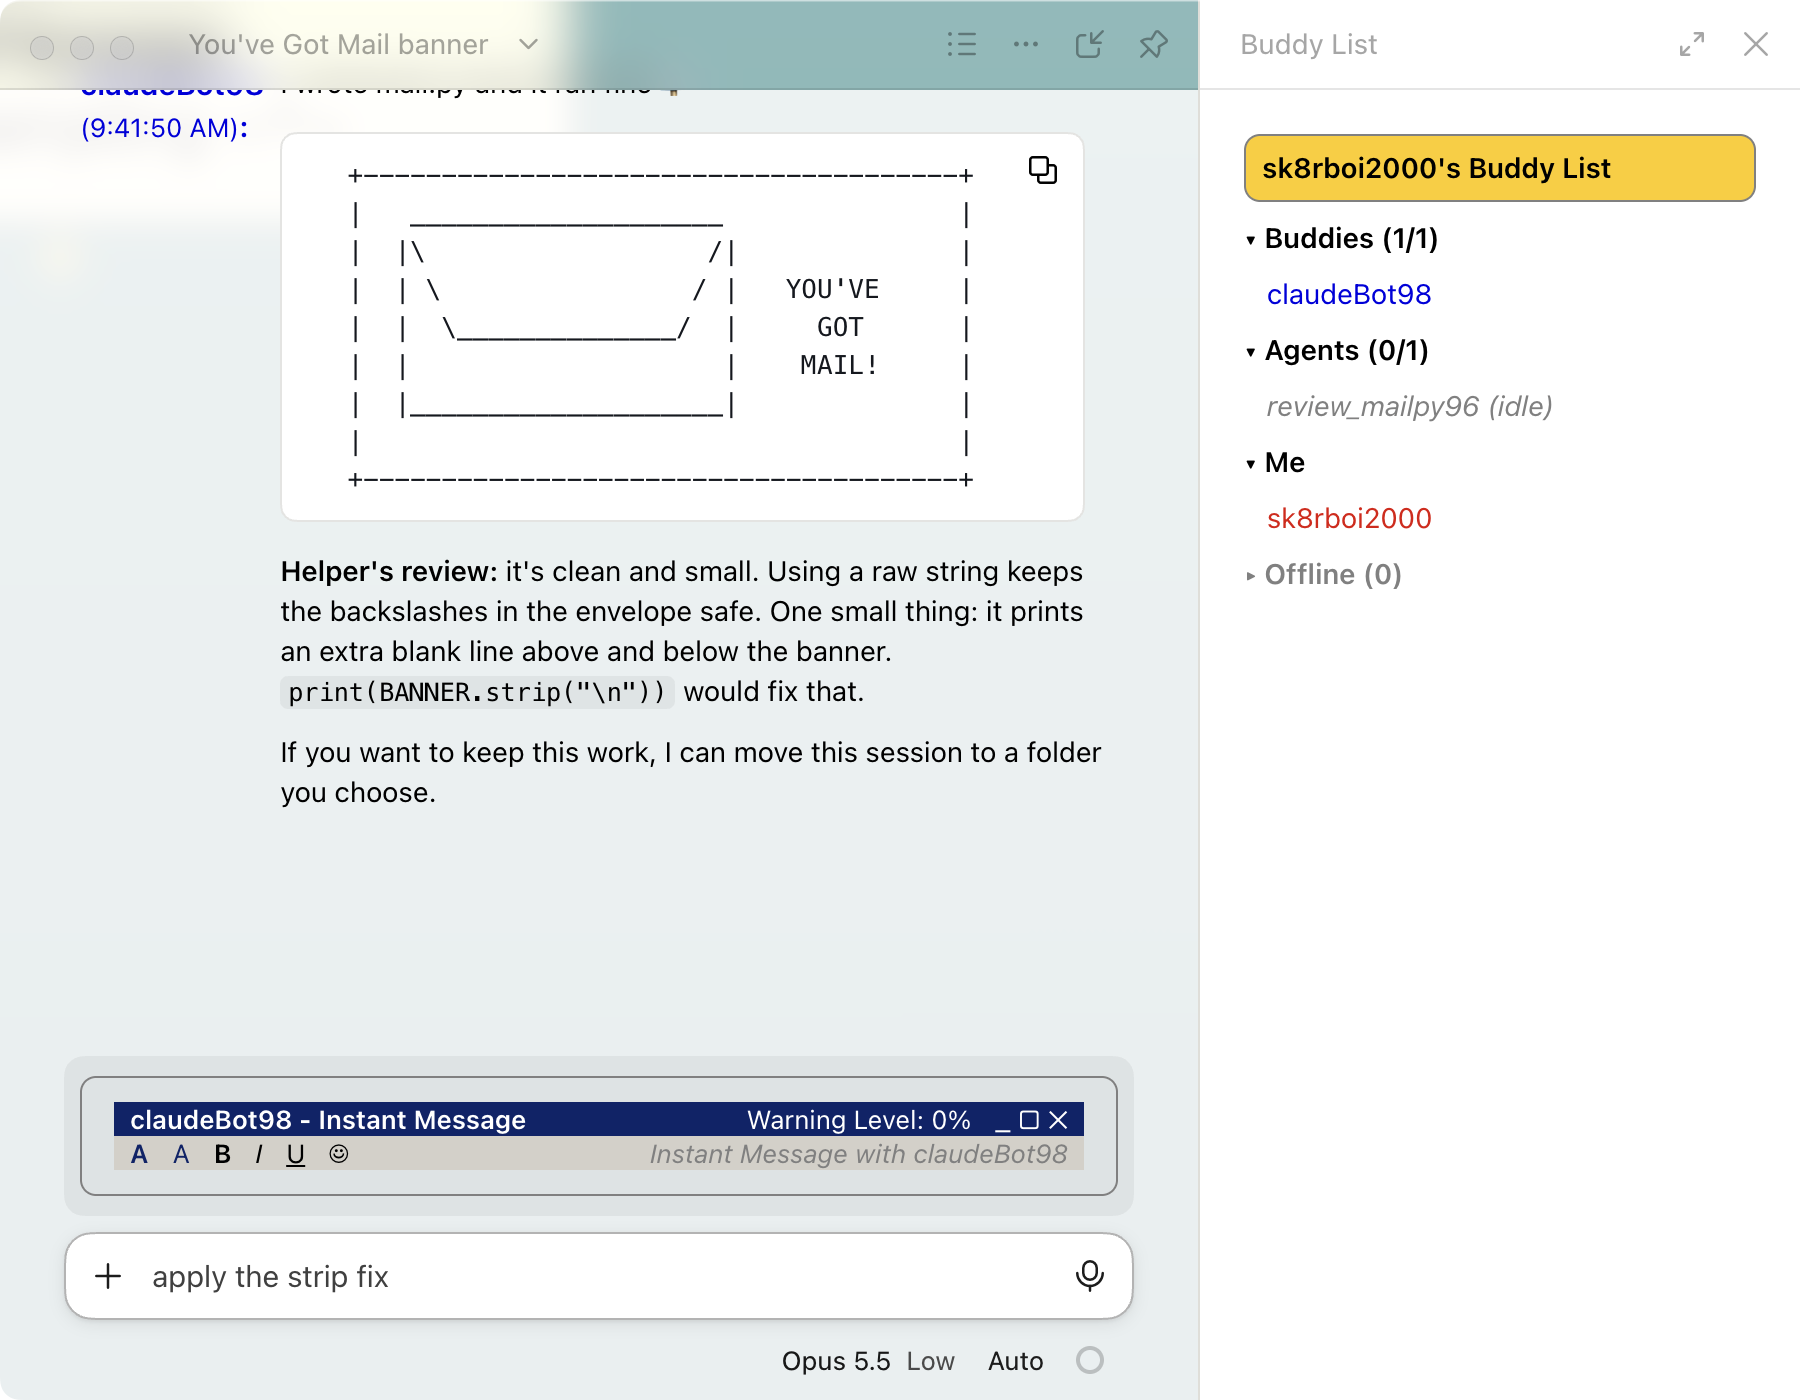 You've Got Mail banner
Buddy List
(9:41:50 AM):
+--------------------------------------+
|   ____________________               |
|  |\                  /|              |
|  | \                / |   YOU'VE     |
|  |  \______________/  |     GOT      |
|  |                    |    MAIL!     |
|  |____________________|              |
|                                      |
+--------------------------------------+
Helper's review: it's clean and small. Using a raw string keeps
the backslashes in the envelope safe. One small thing: it prints
an extra blank line above and below the banner.
print(BANNER.strip("\n")) would fix that.
If you want to keep this work, I can move this session to a folder
you choose.
claudeBot98 - Instant Message
Warning Level: 0%
A A B I U
Instant Message with claudeBot98
apply the strip fix
Opus 5.5 Low Auto
sk8rboi2000's Buddy List
Buddies (1/1)
claudeBot98
Agents (0/1)
review_mailpy96 (idle)
Me
sk8rboi2000
Offline (0)